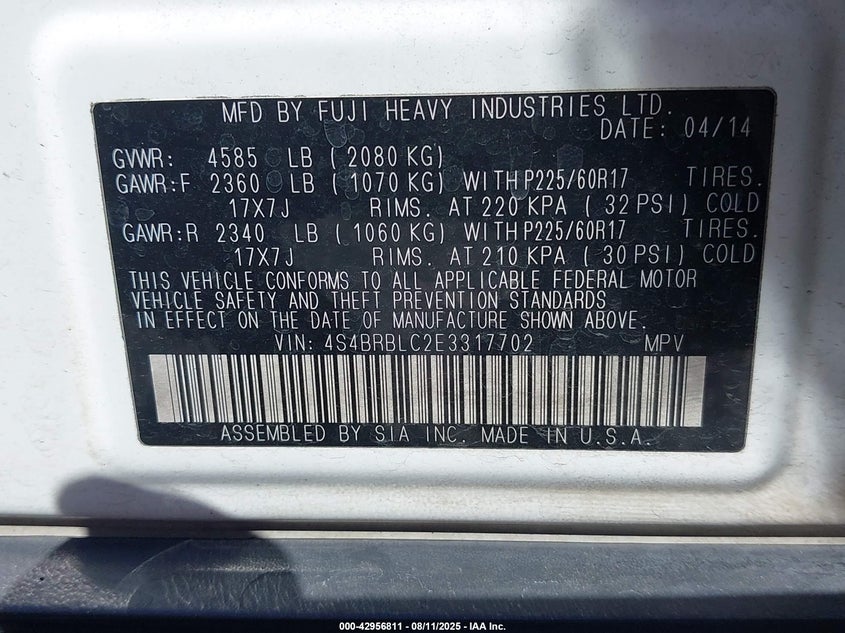 MFD BY FUJI HEAVY INDUSTRIES LTD.
DATE: 04/14
GVWR: 4585 LB ( 2080 KG)
GAWR:F 2360 LB ( 1070 KG) WITH P225/60R17 TIRES.
17X7J RIMS. AT 220 KPA ( 32 PSI) COLD
GAWR:R 2340 LB ( 1060 KG) WITH P225/60R17 TIRES.
17X7J RIMS. AT 210 KPA ( 30 PSI) COLD
THIS VEHICLE CONFORMS TO ALL APPLICABLE FEDERAL MOTOR
VEHICLE SAFETY AND THEFT PREVENTION STANDARDS
IN EFFECT ON THE DATE OF MANUFACTURE SHOWN ABOVE.
VIN: 4S4BRBLC2E3317702 MPV
ASSEMBLED BY SIA INC. MADE IN U.S.A.
000-42956811 - 08/11/2025 - IAA Inc.